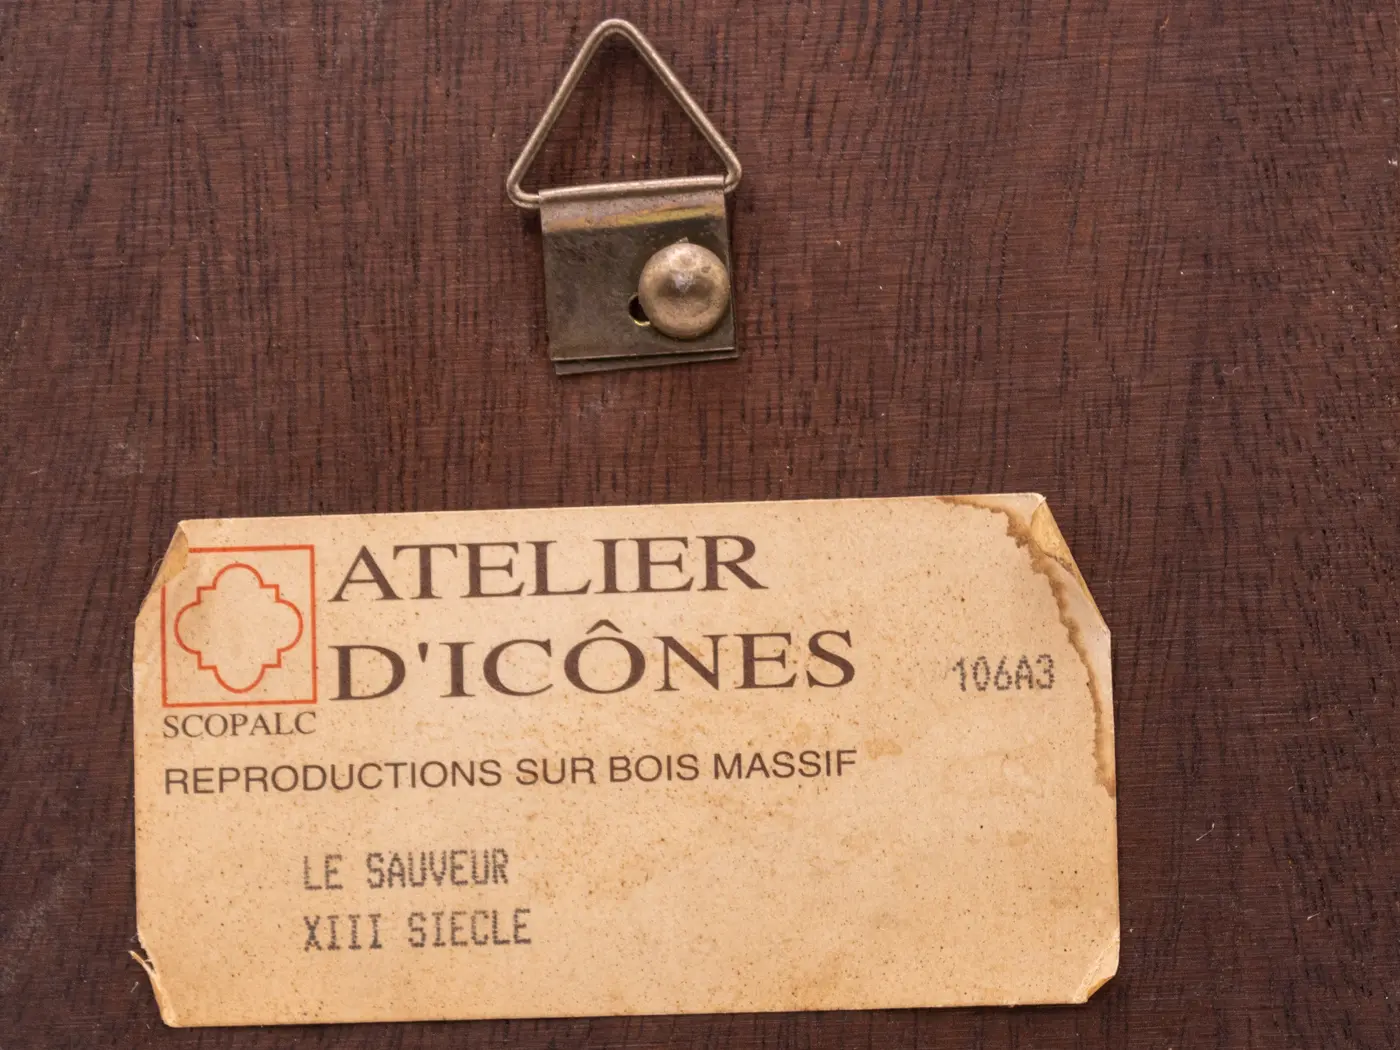 ATELIER
D'ICÔNES
106A3
SCOPALC
REPRODUCTIONS SUR BOIS MASSIF
LE SAUVEUR
XIII SIECLE